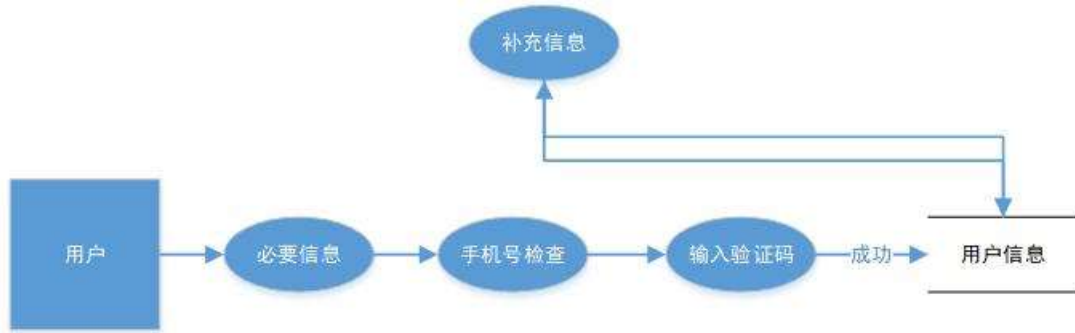 补充信息
用户
必要信息
手机号检查
输入验证码
成功
用户信息